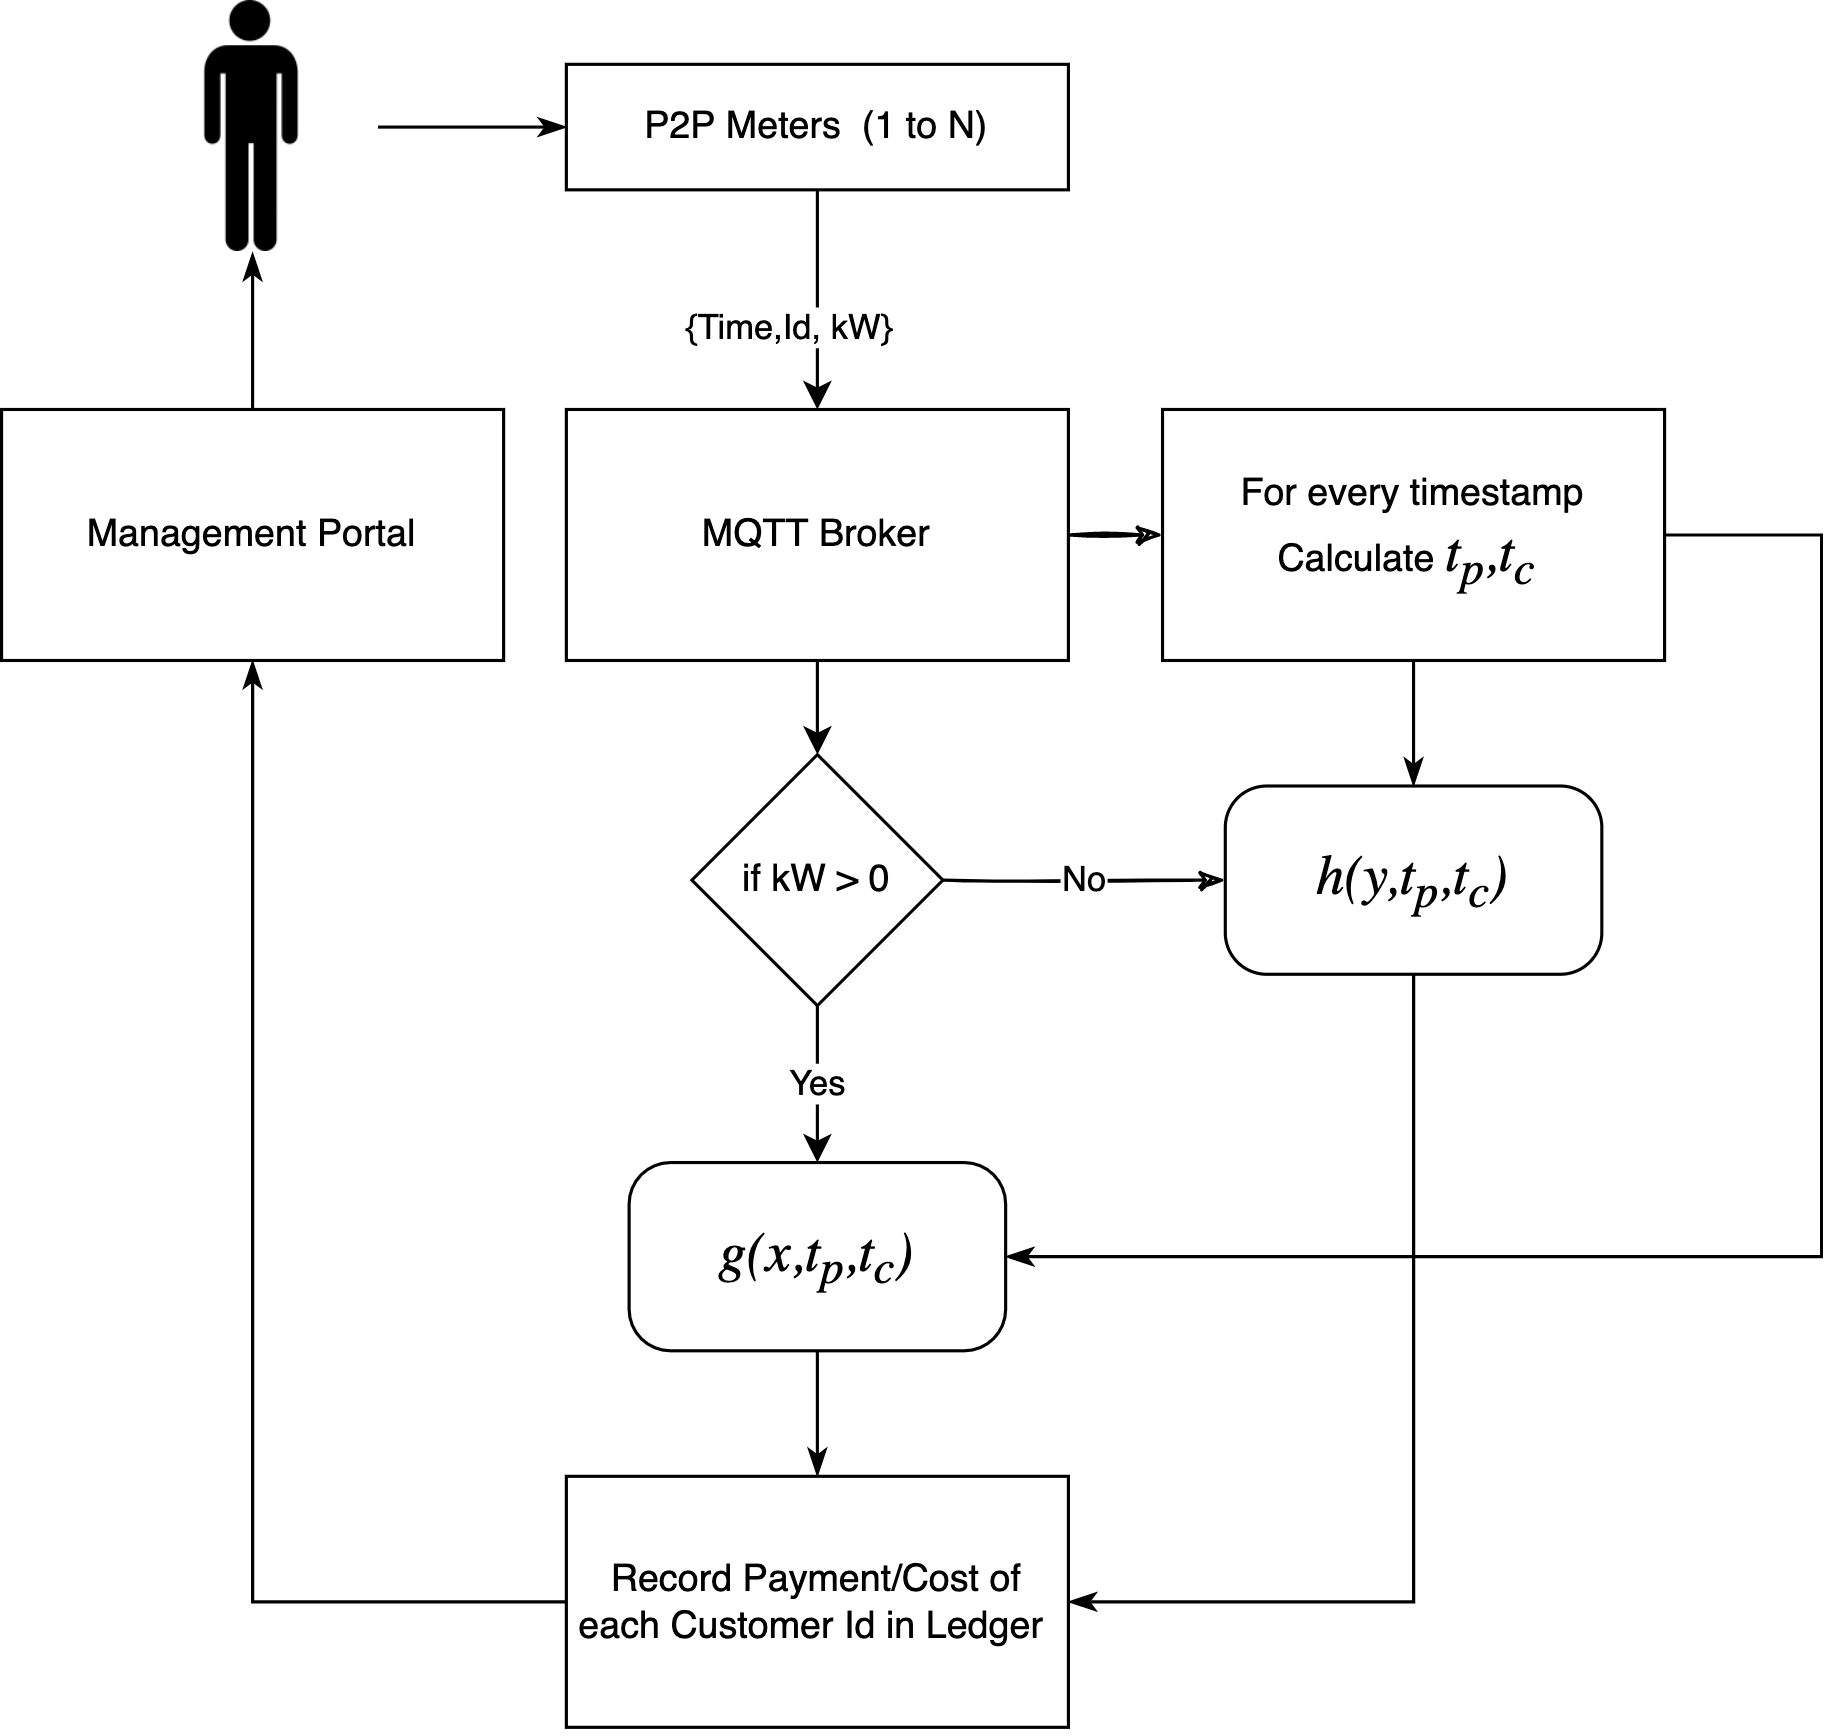 P2P Meters (1 to N)
{Time,Id, kW}
Management Portal
MQTT Broker
For every timestamp
Calculate t_p,t_c
if kW > 0
No
h(y,t_p,t_c)
Yes
g(x,t_p,t_c)
Record Payment/Cost of
each Customer Id in Ledger